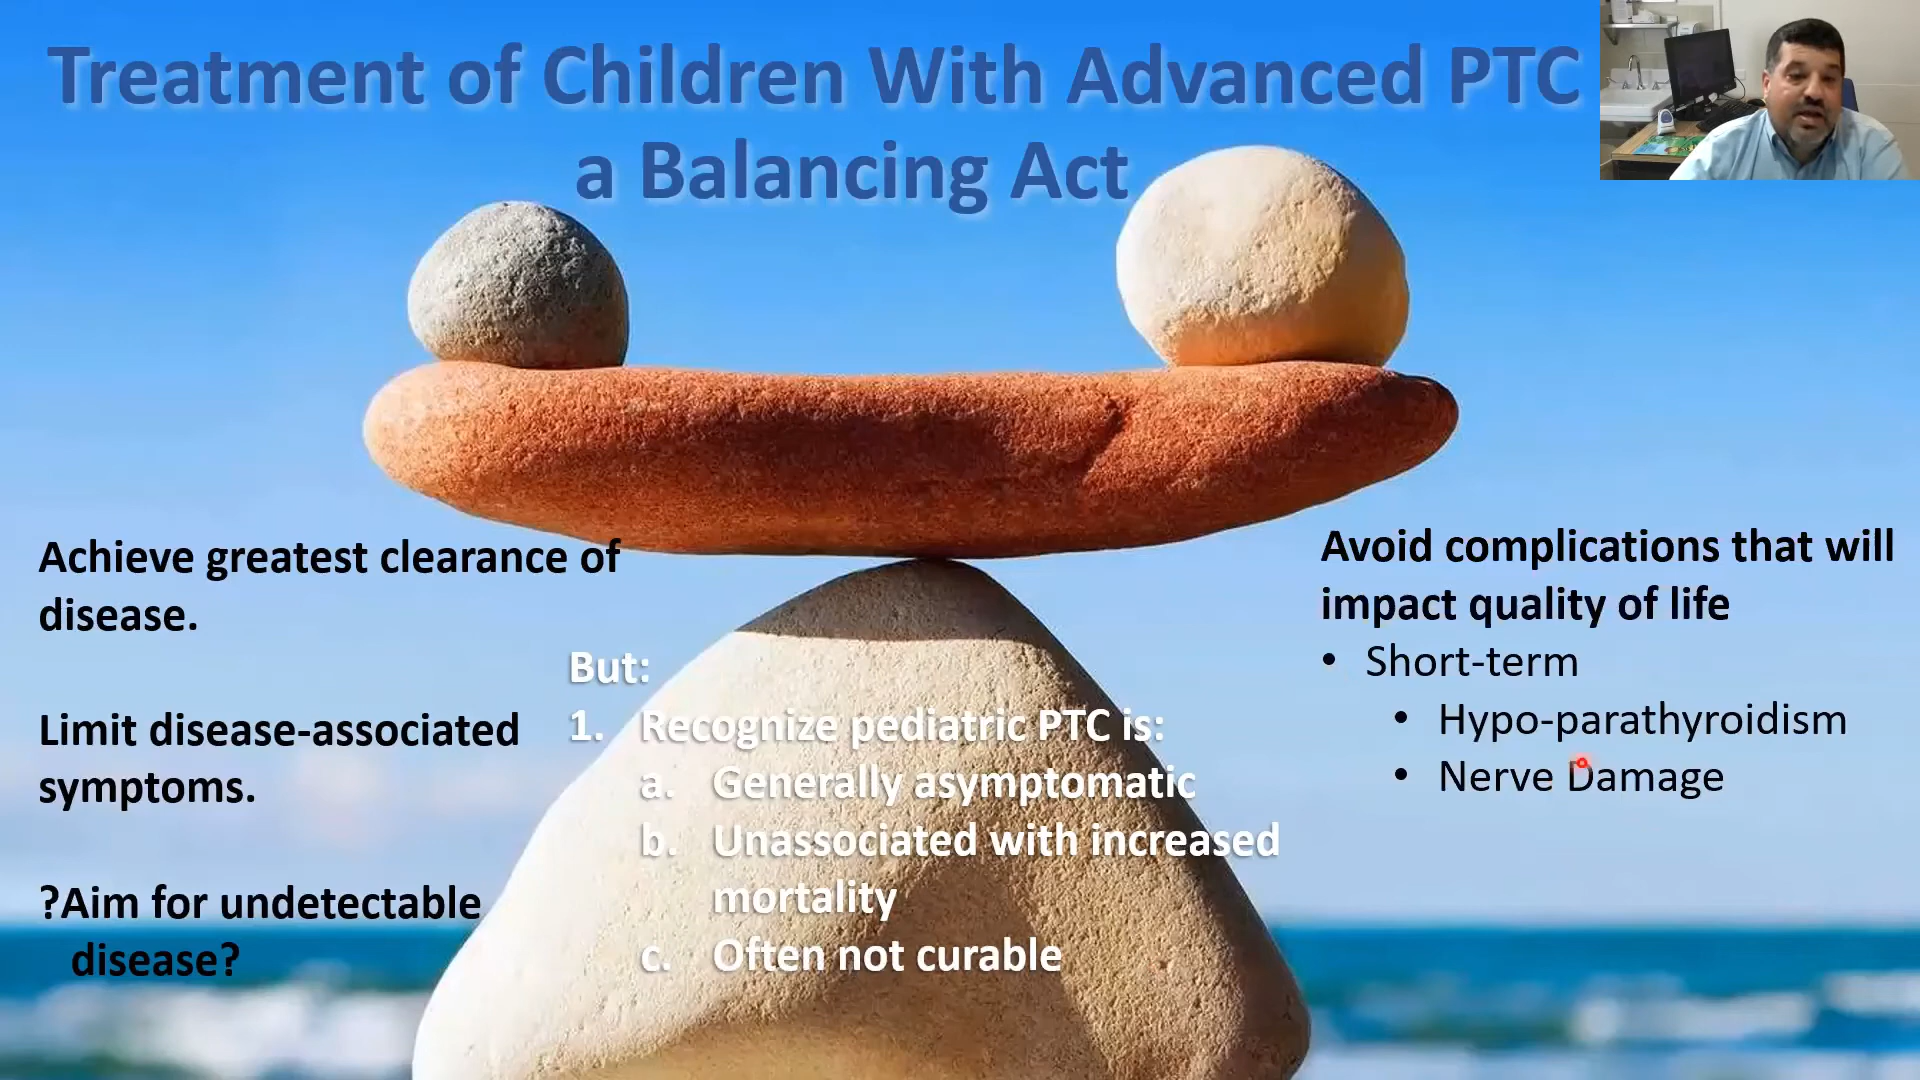 Treatment of Children With Advanced PTC
a Balancing Act
Achieve greatest clearance of
disease.
Limit disease-associated
symptoms.
?Aim for undetectable
disease?
But:
1. Recognize pediatric PTC is:
a. Generally asymptomatic
b. Unassociated with increased
mortality
c. Often not curable
Avoid complications that will
impact quality of life
• Short-term
• Hypo-parathyroidism
• Nerve Damage